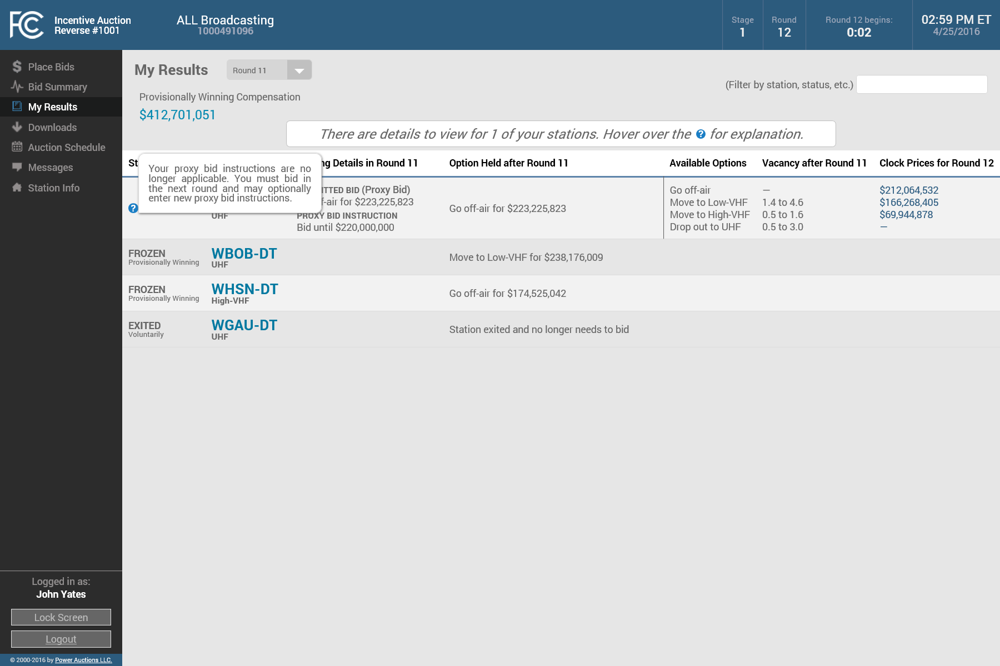 FCC
Incentive Auction
Reverse #1001
ALL Broadcasting
1000491096
Stage
1
Round
12
Round 12 begins:
0:02
02:59 PM ET
4/25/2016
Place Bids
Bid Summary
My Results
Downloads
Auction Schedule
Messages
Station Info
My Results
Round 11
(Filter by station, status, etc.)
Provisionally Winning Compensation
$412,701,051
There are details to view for 1 of your stations. Hover over the ? for explanation.
St ng Details in Round 11 Option Held after Round 11 Available Options Vacancy after Round 11 Clock Prices for Round 12
Your proxy bid instructions are no
longer applicable. You must bid in
the next round and may optionally
enter new proxy bid instructions.
?
UHF
ITTED BID (Proxy Bid)
f-air for $223,225,823
PROXY BID INSTRUCTION
Bid until $220,000,000
Go off-air for $223,225,823
Go off-air — $212,064,532
Move to Low-VHF 1.4 to 4.6 $166,268,405
Move to High-VHF 0.5 to 1.6 $69,944,878
Drop out to UHF 0.5 to 3.0 —
FROZEN
Provisionally Winning
WBOB-DT
UHF
Move to Low-VHF for $238,176,009
FROZEN
Provisionally Winning
WHSN-DT
High-VHF
Go off-air for $174,525,042
EXITED
Voluntarily
WGAU-DT
UHF
Station exited and no longer needs to bid
Logged in as:
John Yates
Lock Screen
Logout
© 2000-2016 by Power Auctions LLC.